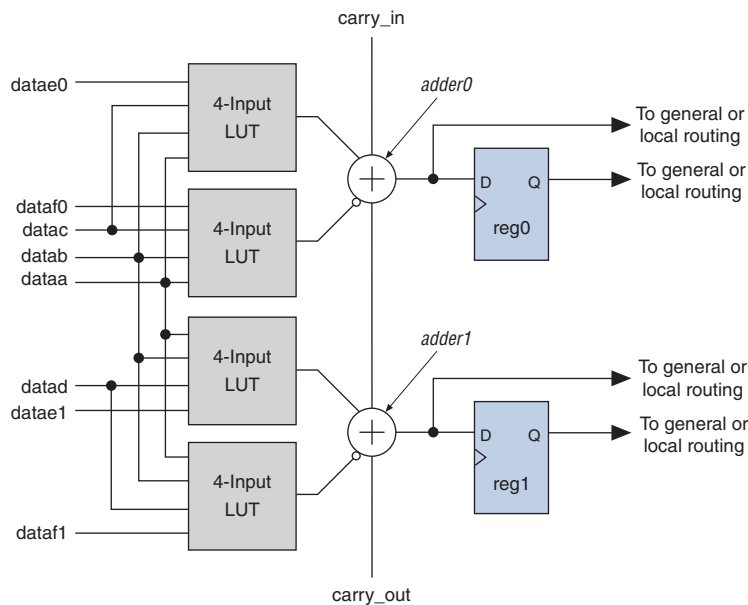 carry_in
adder0
datae0
4-Input
LUT
To general or
local routing
D
Q
reg0
To general or
local routing
dataf0
datac
datab
dataa
4-Input
LUT
4-Input
LUT
adder1
To general or
local routing
datad
datae1
D
Q
reg1
To general or
local routing
4-Input
LUT
dataf1
carry_out